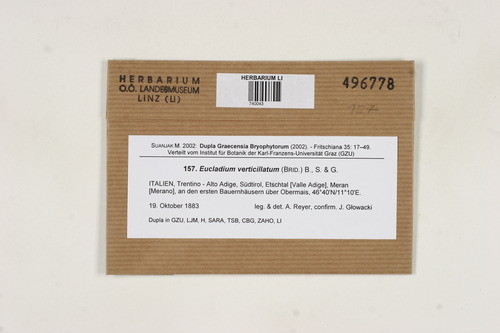 HERBARIUM
O.Ö. LANDESMUSEUM
LINZ (LI)
HERBARIUM LI
740093
496778
157
SUANJAK M. 2002: Dupla Graecensia Bryophytorum (2002). - Fritschiana 35: 17–49.
Verteilt vom Institut für Botanik der Karl-Franzens-Universität Graz (GZU)
157. Eucladium verticillatum (BRID.) B., S. & G.
ITALIEN, Trentino - Alto Adige, Südtirol, Etschtal [Valle Adige], Meran
[Merano], an den ersten Bauernhäusern über Obermais, 46°40'N/11°10'E.
19. Oktober 1883 leg. & det. A. Reyer, confirm. J. Głowacki
Dupla in GZU, LJM, H, SARA, TSB, CBG, ZAHO, LI